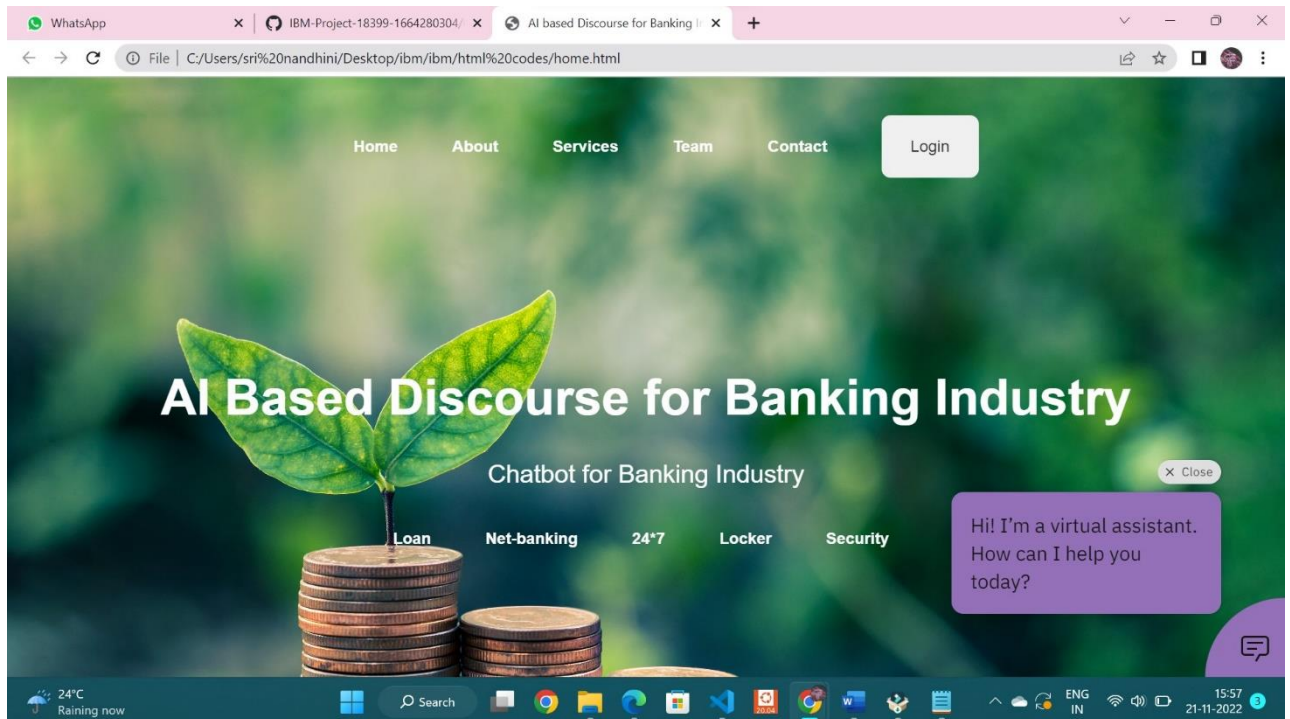 WhatsApp
IBM-Project-18399-1664280304/
AI based Discourse for Banking In
File | C:/Users/sri%20nandhini/Desktop/ibm/ibm/html%20codes/home.html
Home About Services Team Contact Login
AI Based Discourse for Banking Industry
Chatbot for Banking Industry
Loan Net-banking 24*7 Locker Security
× Close
Hi! I'm a virtual assistant.
How can I help you
today?
24°C
Raining now
Search
20.04
ENG
IN
15:57
21-11-2022
3